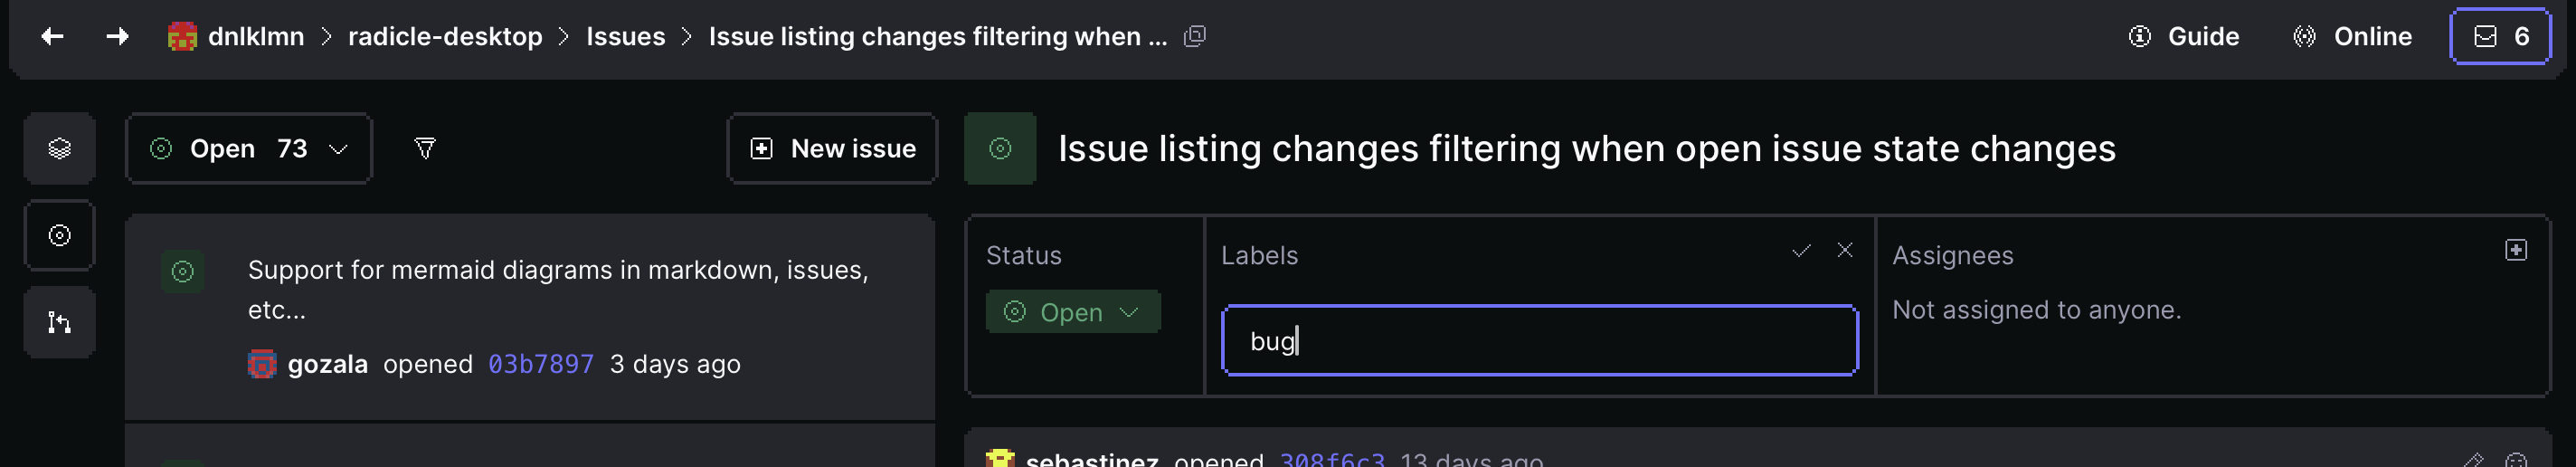 dnlklmn > radicle-desktop > Issues > Issue listing changes filtering when ...
Guide Online 6
Open 73
New issue
Support for mermaid diagrams in markdown, issues,
etc...
gozala opened 03b7897 3 days ago
Issue listing changes filtering when open issue state changes
Status
Open
Labels
bug
Assignees
Not assigned to anyone.
sebastinez opened 308f6c3 13 days ago